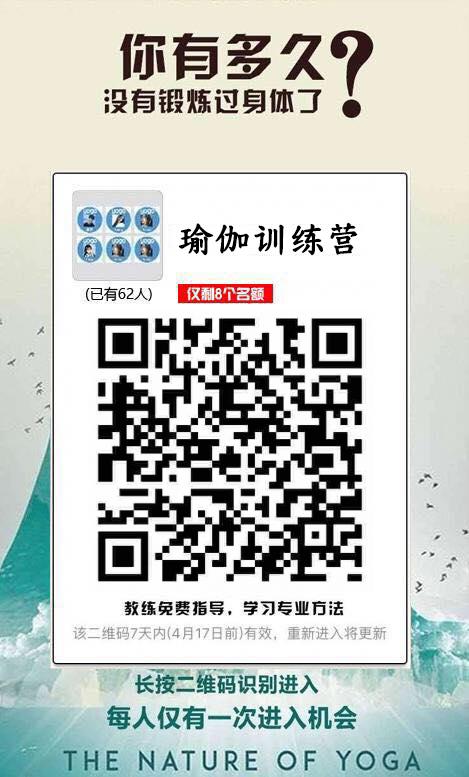 你有多久?
没有锻炼过身体了
瑜伽训练营
(已有62人)
仅剩8个名额
教练免费指导，学习专业方法
该二维码7天内(4月17日前)有效，重新进入将更新
长按二维码识别进入
每人仅有一次进入机会
THE NATURE OF YOGA